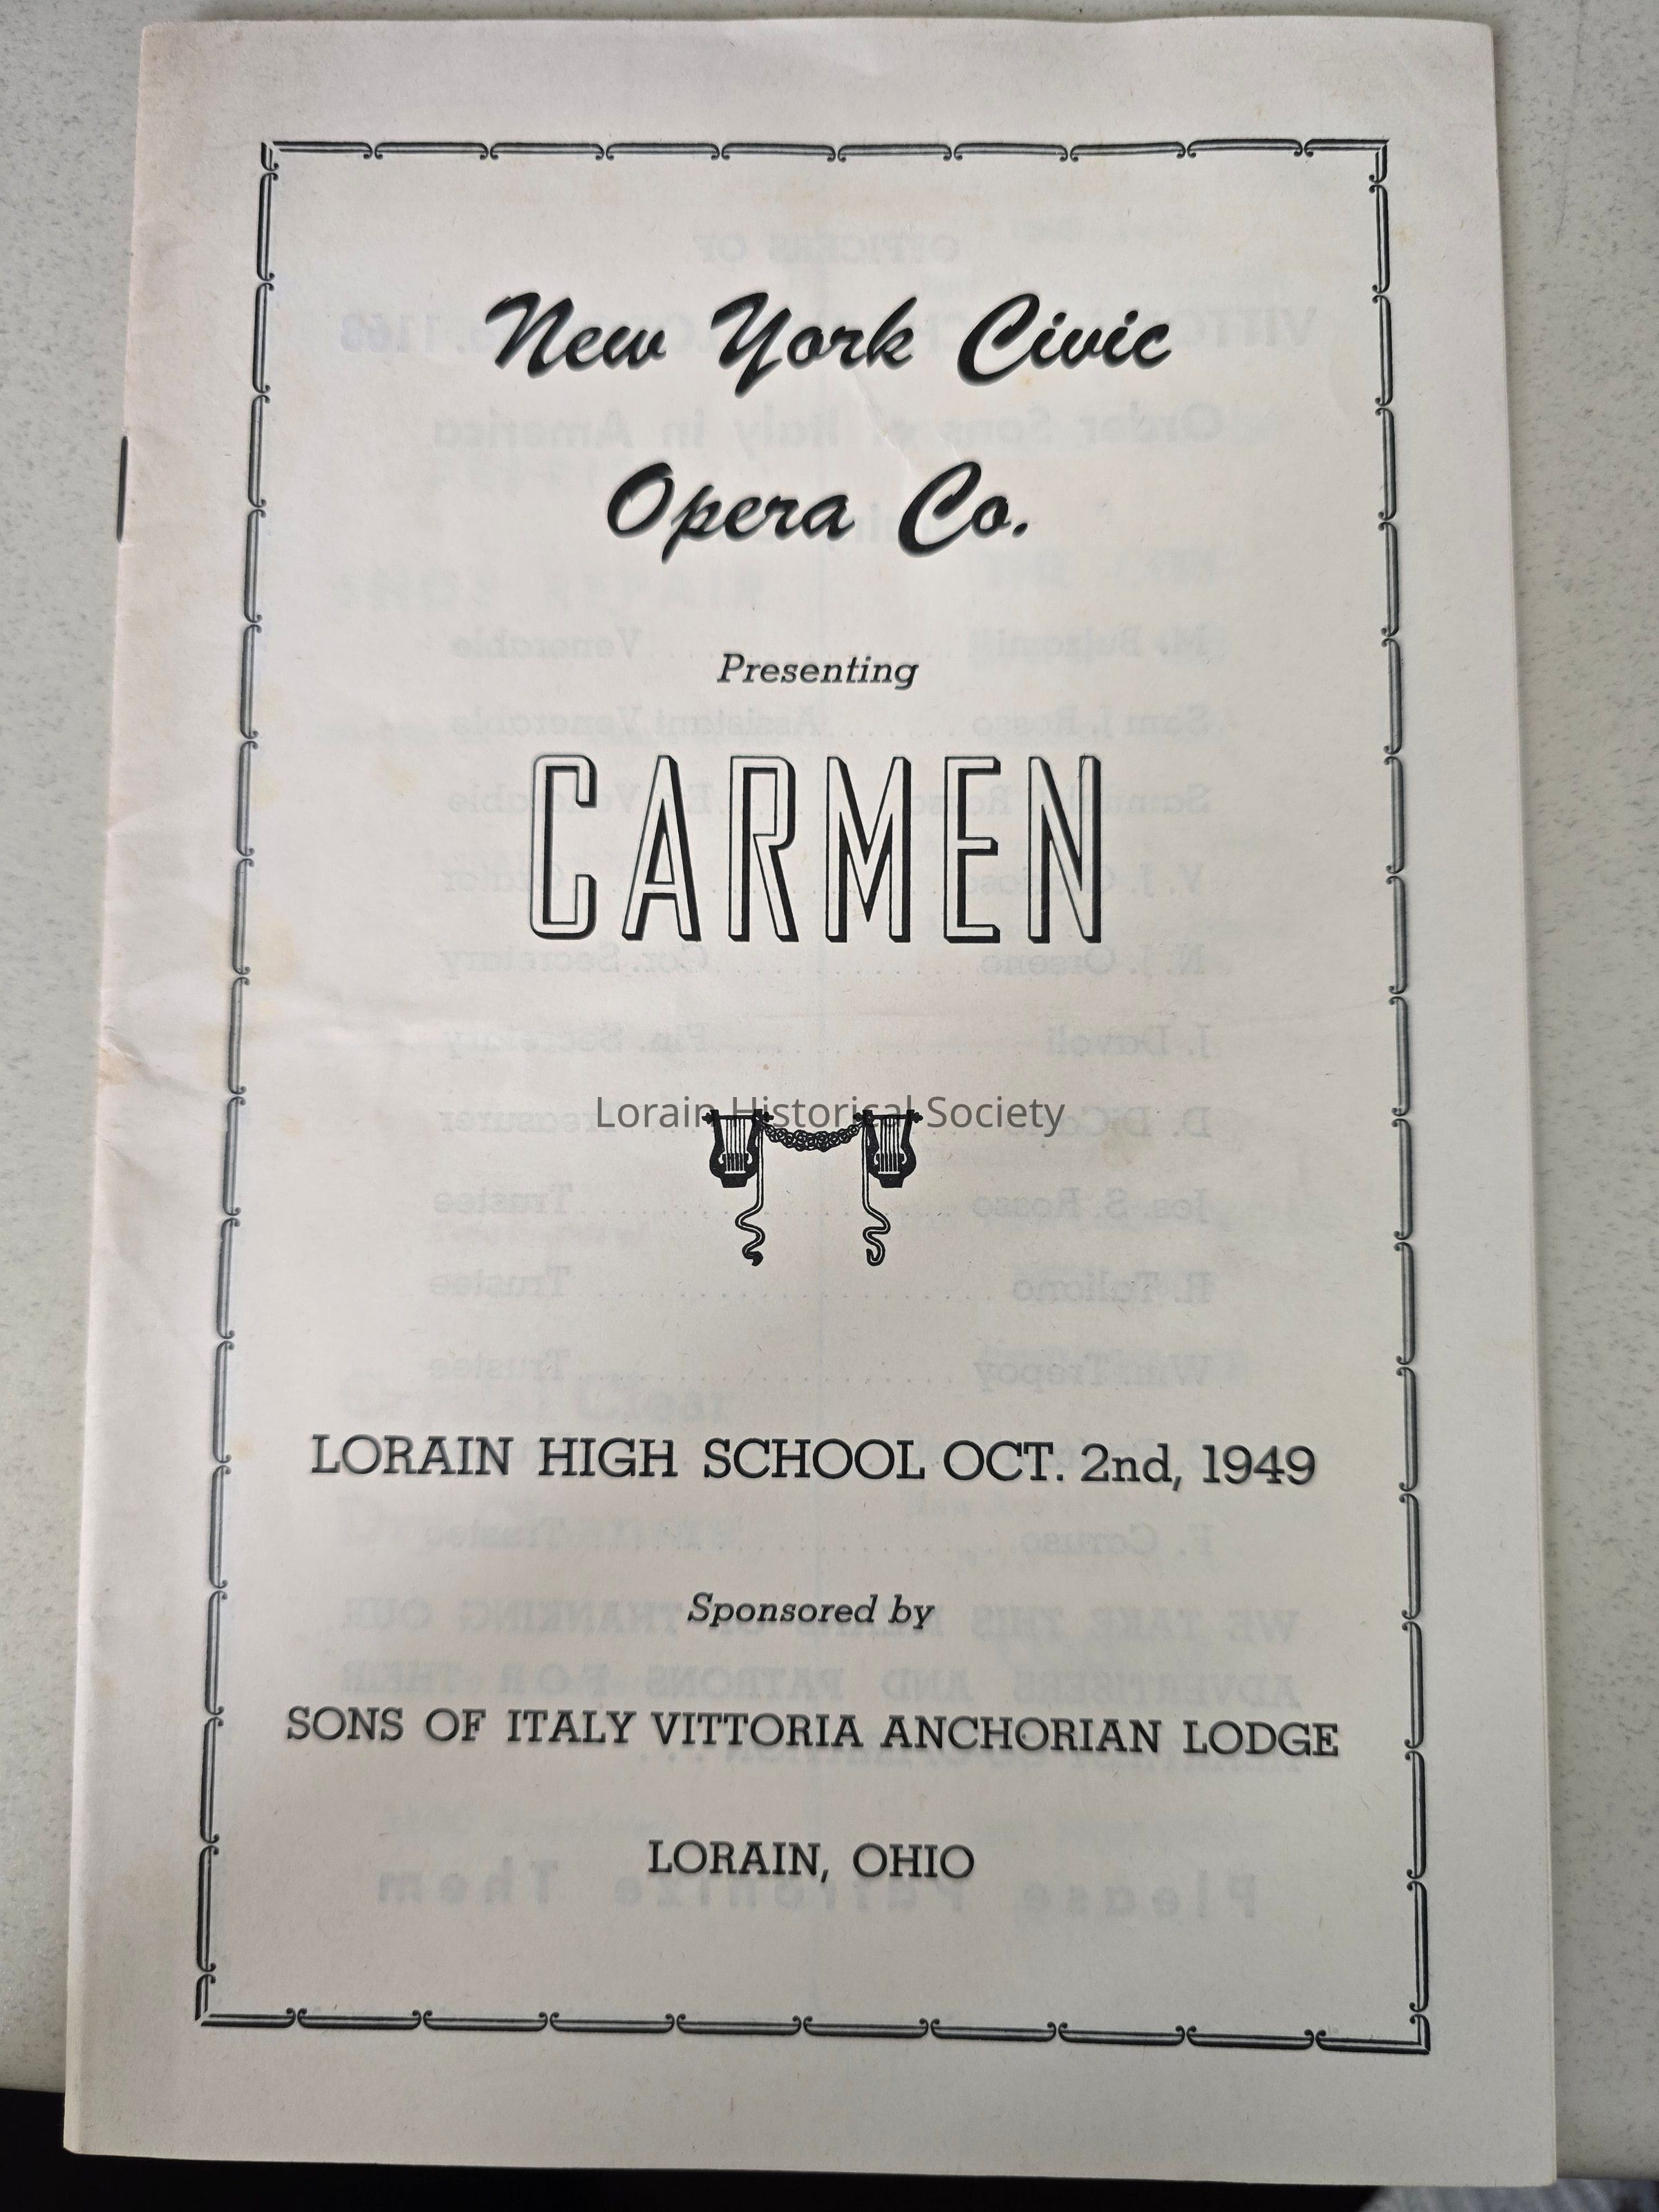 New York Civic
Opera Co.
Presenting
CARMEN
Lorain Historical Society
LORAIN HIGH SCHOOL OCT. 2nd, 1949
Sponsored by
SONS OF ITALY VITTORIA ANCHORIAN LODGE
LORAIN, OHIO